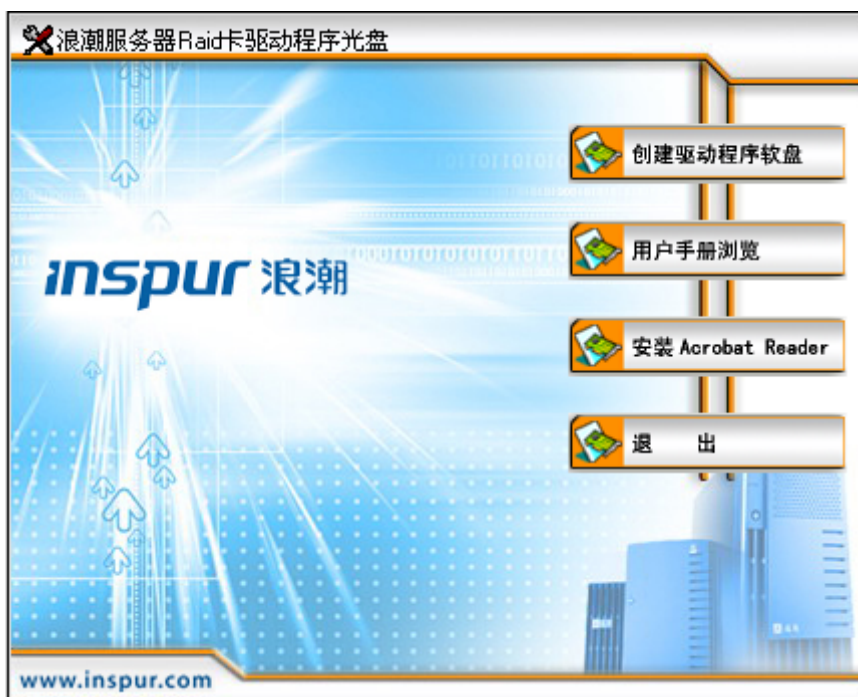 浪潮服务器Raid卡驱动程序光盘
创建驱动程序软盘
用户手册浏览
inspur 浪潮
安装 Acrobat Reader
退 出
www.inspur.com